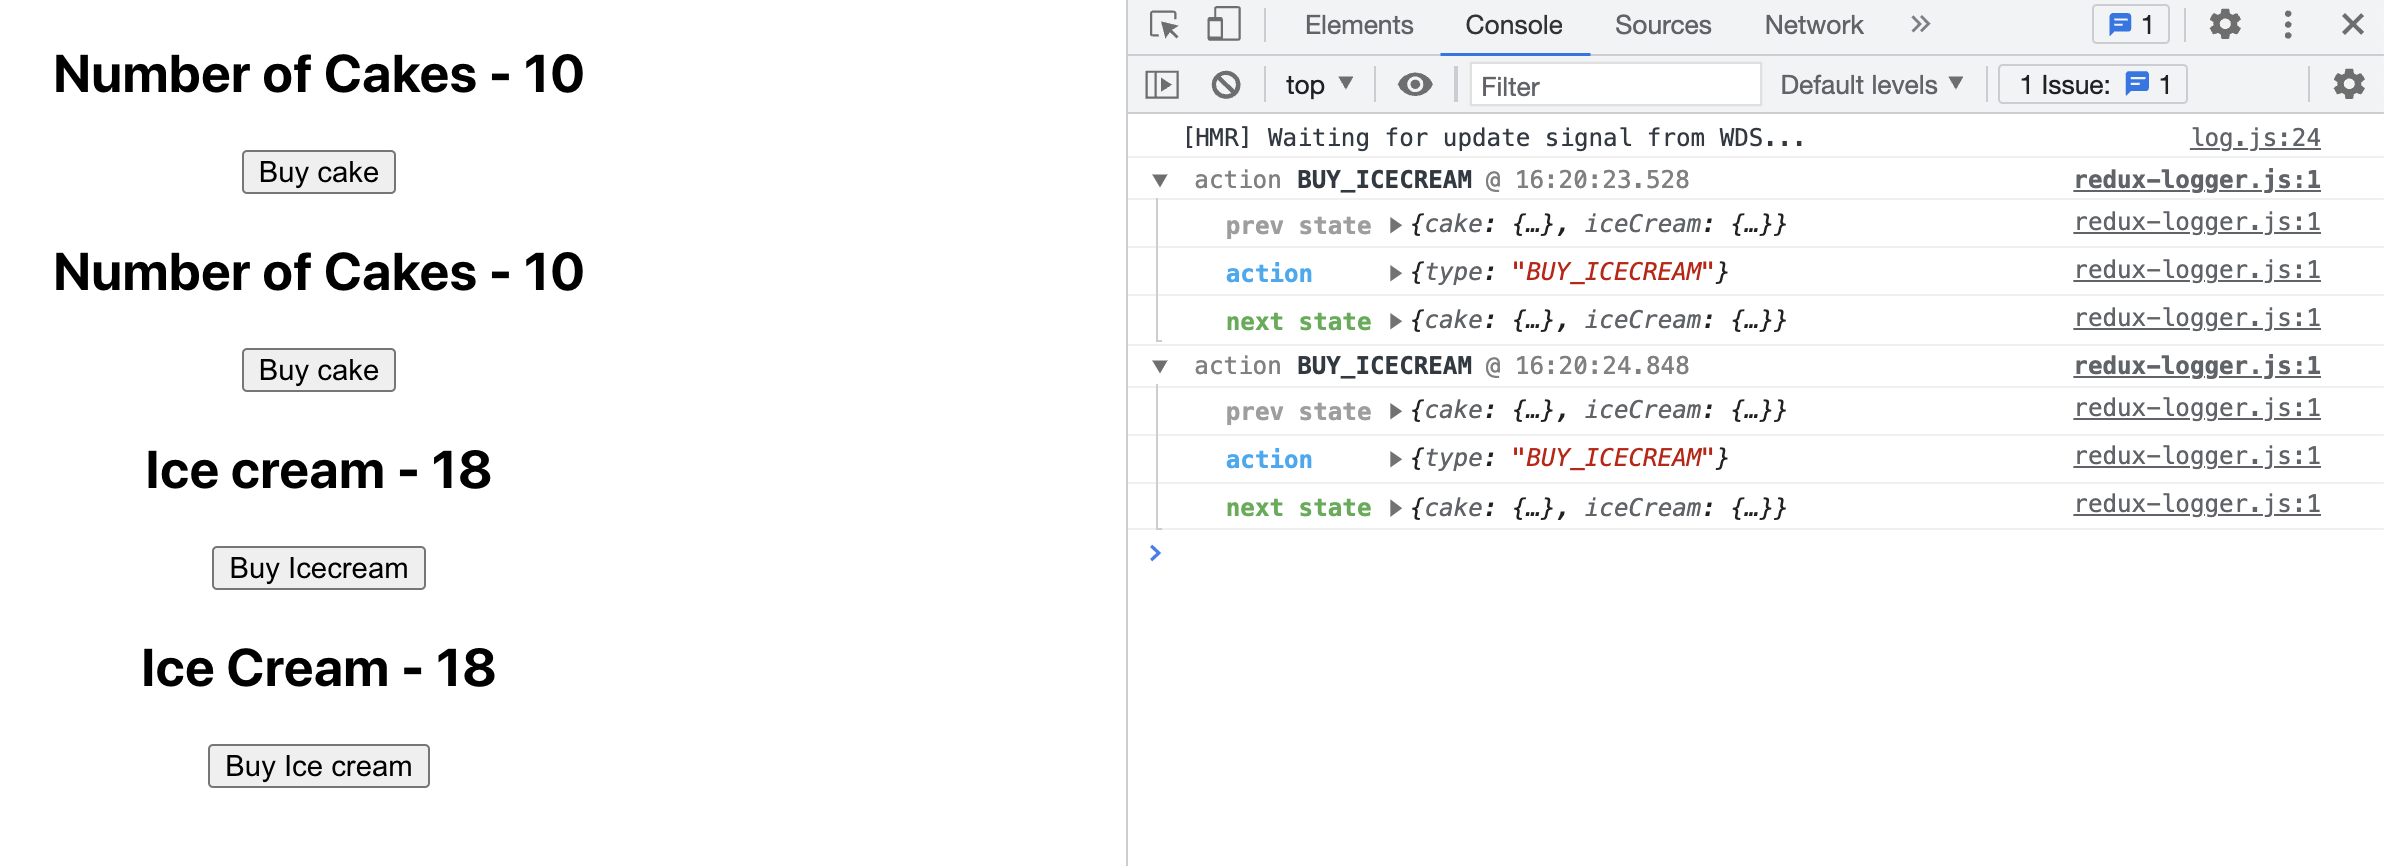 Number of Cakes - 10
Buy cake
Number of Cakes - 10
Buy cake
Ice cream - 18
Buy Icecream
Ice Cream - 18
Buy Ice cream
Elements Console Sources Network » 1
top ▼ Filter Default levels ▼ 1 Issue: 1
[HMR] Waiting for update signal from WDS... log.js:24
▼ action BUY_ICECREAM @ 16:20:23.528 redux-logger.js:1
prev state ▶{cake: {…}, iceCream: {…}} redux-logger.js:1
action ▶{type: "BUY_ICECREAM"} redux-logger.js:1
next state ▶{cake: {…}, iceCream: {…}} redux-logger.js:1
▼ action BUY_ICECREAM @ 16:20:24.848 redux-logger.js:1
prev state ▶{cake: {…}, iceCream: {…}} redux-logger.js:1
action ▶{type: "BUY_ICECREAM"} redux-logger.js:1
next state ▶{cake: {…}, iceCream: {…}} redux-logger.js:1